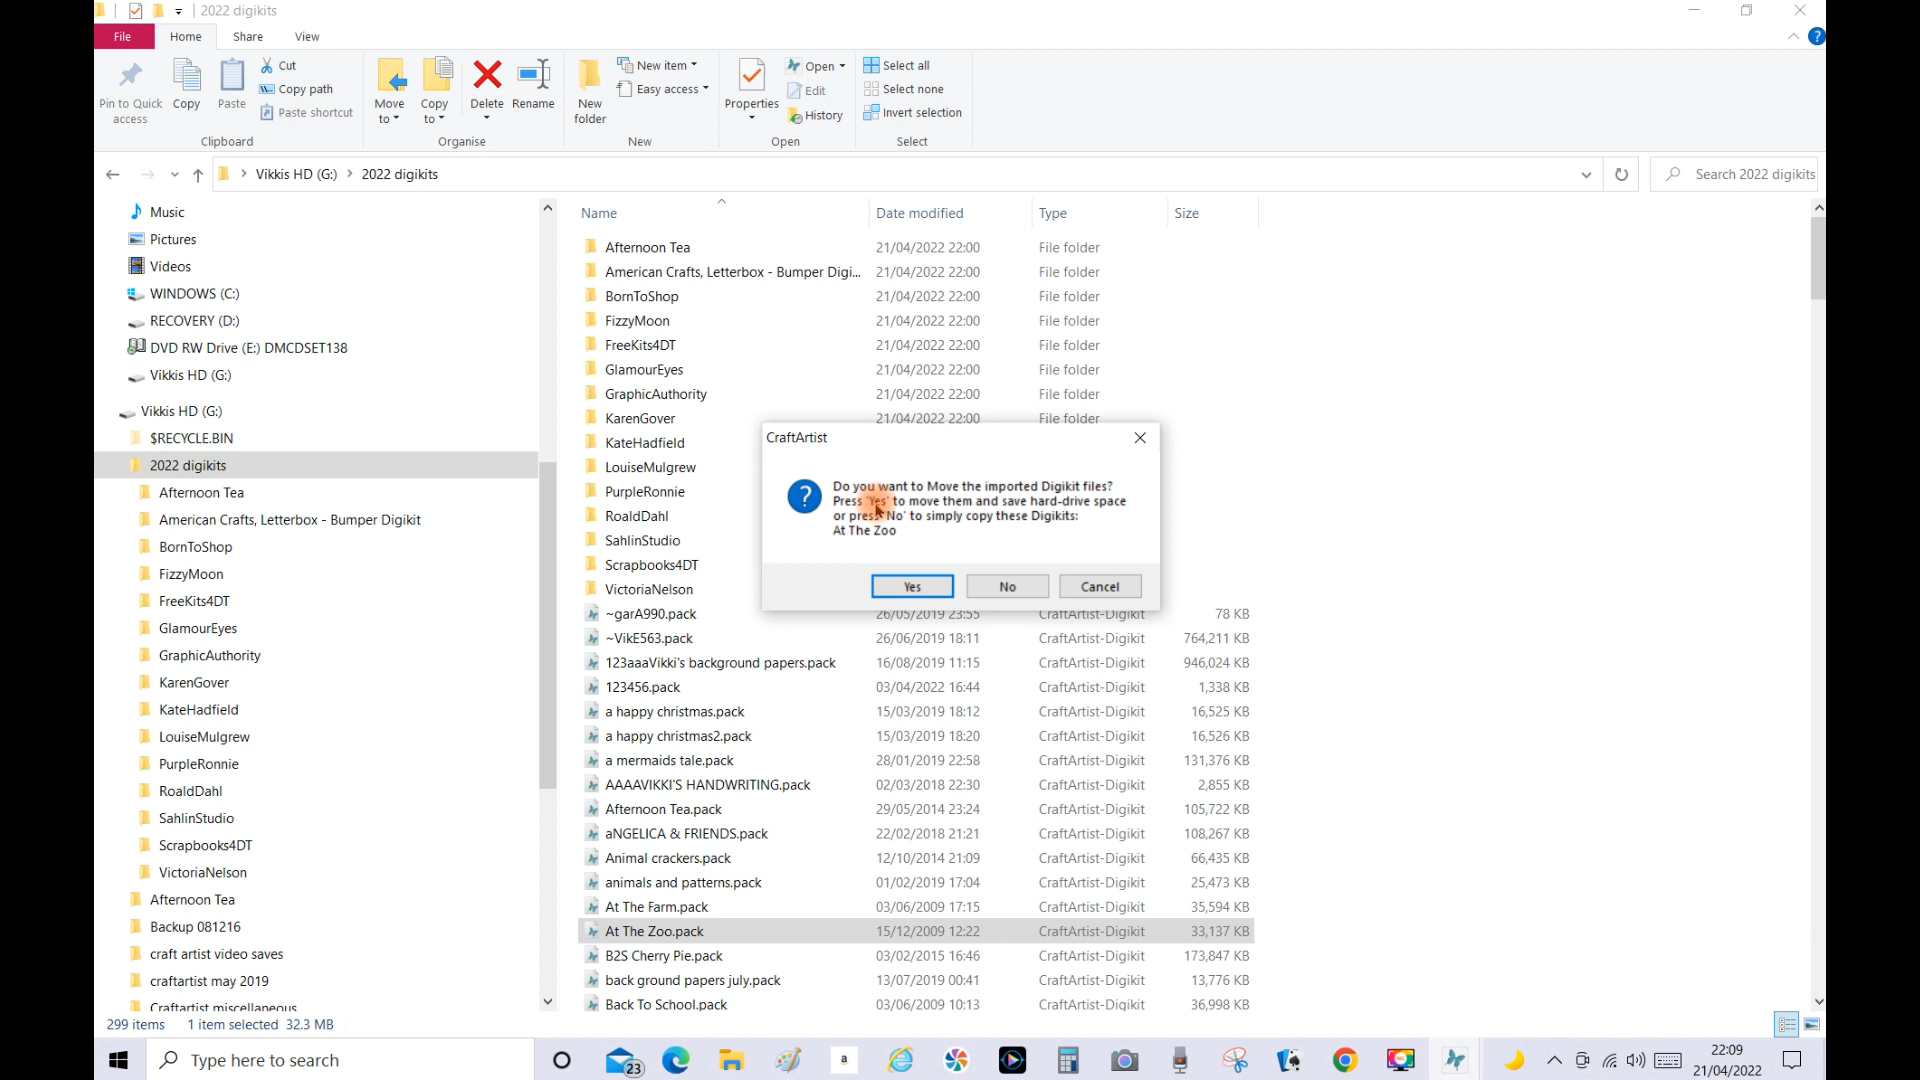 2022 digikits
File Home Share View
Pin to Quick access
Copy
Paste
Cut
Copy path
Paste shortcut
Clipboard
Move to
Copy to
Delete
Rename
Organise
New folder
New item
Easy access
New
Properties
Open
Edit
History
Open
Select all
Select none
Invert selection
Select
Vikkis HD (G:) > 2022 digikits
Search 2022 digikits
Music
Pictures
Videos
WINDOWS (C:)
RECOVERY (D:)
DVD RW Drive (E:) DMCDSET138
Vikkis HD (G:)
Vikkis HD (G:)
$RECYCLE.BIN
2022 digikits
Afternoon Tea
American Crafts, Letterbox - Bumper Digikit
BornToShop
FizzyMoon
FreeKits4DT
GlamourEyes
GraphicAuthority
KarenGover
KateHadfield
LouiseMulgrew
PurpleRonnie
RoaldDahl
SahlinStudio
Scrapbooks4DT
VictoriaNelson
Afternoon Tea
Backup 081216
craft artist video saves
craftartist may 2019
Craftartist miscellaneous
Name Date modified Type Size
Afternoon Tea 21/04/2022 22:00 File folder
American Crafts, Letterbox - Bumper Digi... 21/04/2022 22:00 File folder
BornToShop 21/04/2022 22:00 File folder
FizzyMoon 21/04/2022 22:00 File folder
FreeKits4DT 21/04/2022 22:00 File folder
GlamourEyes 21/04/2022 22:00 File folder
GraphicAuthority 21/04/2022 22:00 File folder
KarenGover 21/04/2022 22:00 File folder
KateHadfield
LouiseMulgrew
PurpleRonnie
RoaldDahl
SahlinStudio
Scrapbooks4DT
VictoriaNelson
~garA990.pack 26/05/2019 23:55 CraftArtist-Digikit 78 KB
~VikE563.pack 26/06/2019 18:11 CraftArtist-Digikit 764,211 KB
123aaaVikki's background papers.pack 16/08/2019 11:15 CraftArtist-Digikit 946,024 KB
123456.pack 03/04/2022 16:44 CraftArtist-Digikit 1,338 KB
a happy christmas.pack 15/03/2019 18:12 CraftArtist-Digikit 16,525 KB
a happy christmas2.pack 15/03/2019 18:20 CraftArtist-Digikit 16,526 KB
a mermaids tale.pack 28/01/2019 22:58 CraftArtist-Digikit 131,376 KB
AAAAVIKKI'S HANDWRITING.pack 02/03/2018 22:30 CraftArtist-Digikit 2,855 KB
Afternoon Tea.pack 29/05/2014 23:24 CraftArtist-Digikit 105,722 KB
aNGELICA & FRIENDS.pack 22/02/2018 21:21 CraftArtist-Digikit 108,267 KB
Animal crackers.pack 12/10/2014 21:09 CraftArtist-Digikit 66,435 KB
animals and patterns.pack 01/02/2019 17:04 CraftArtist-Digikit 25,473 KB
At The Farm.pack 03/06/2009 17:15 CraftArtist-Digikit 35,594 KB
At The Zoo.pack 15/12/2009 12:22 CraftArtist-Digikit 33,137 KB
B2S Cherry Pie.pack 03/02/2015 16:46 CraftArtist-Digikit 173,847 KB
back ground papers july.pack 13/07/2019 00:41 CraftArtist-Digikit 13,776 KB
Back To School.pack 03/06/2009 10:13 CraftArtist-Digikit 36,998 KB
CraftArtist
Do you want to Move the imported Digikit files?
Press 'Yes' to move them and save hard-drive space
or press 'No' to simply copy these Digikits:
At The Zoo
Yes No Cancel
299 items 1 item selected 32.3 MB
Type here to search
23
a
22:09
21/04/2022